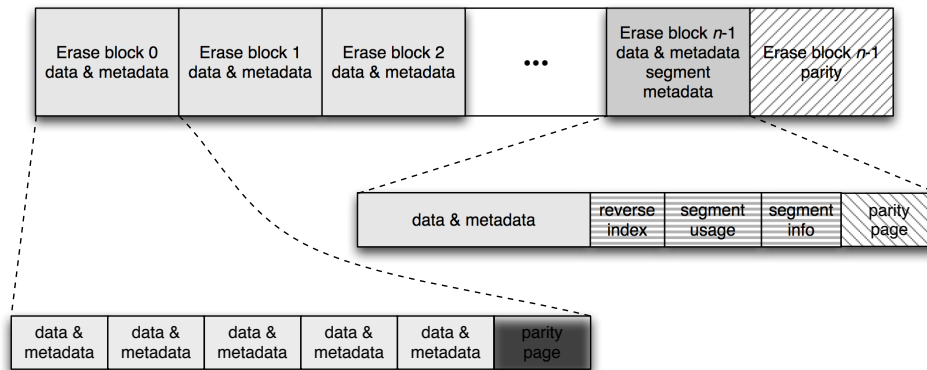 Erase block 0
data & metadata
Erase block 1
data & metadata
Erase block 2
data & metadata
•••
Erase block n-1
data & metadata
segment
metadata
Erase block n-1
parity
data & metadata
reverse
index
segment
usage
segment
info
parity
page
data &
metadata
data &
metadata
data &
metadata
data &
metadata
data &
metadata
parity
page